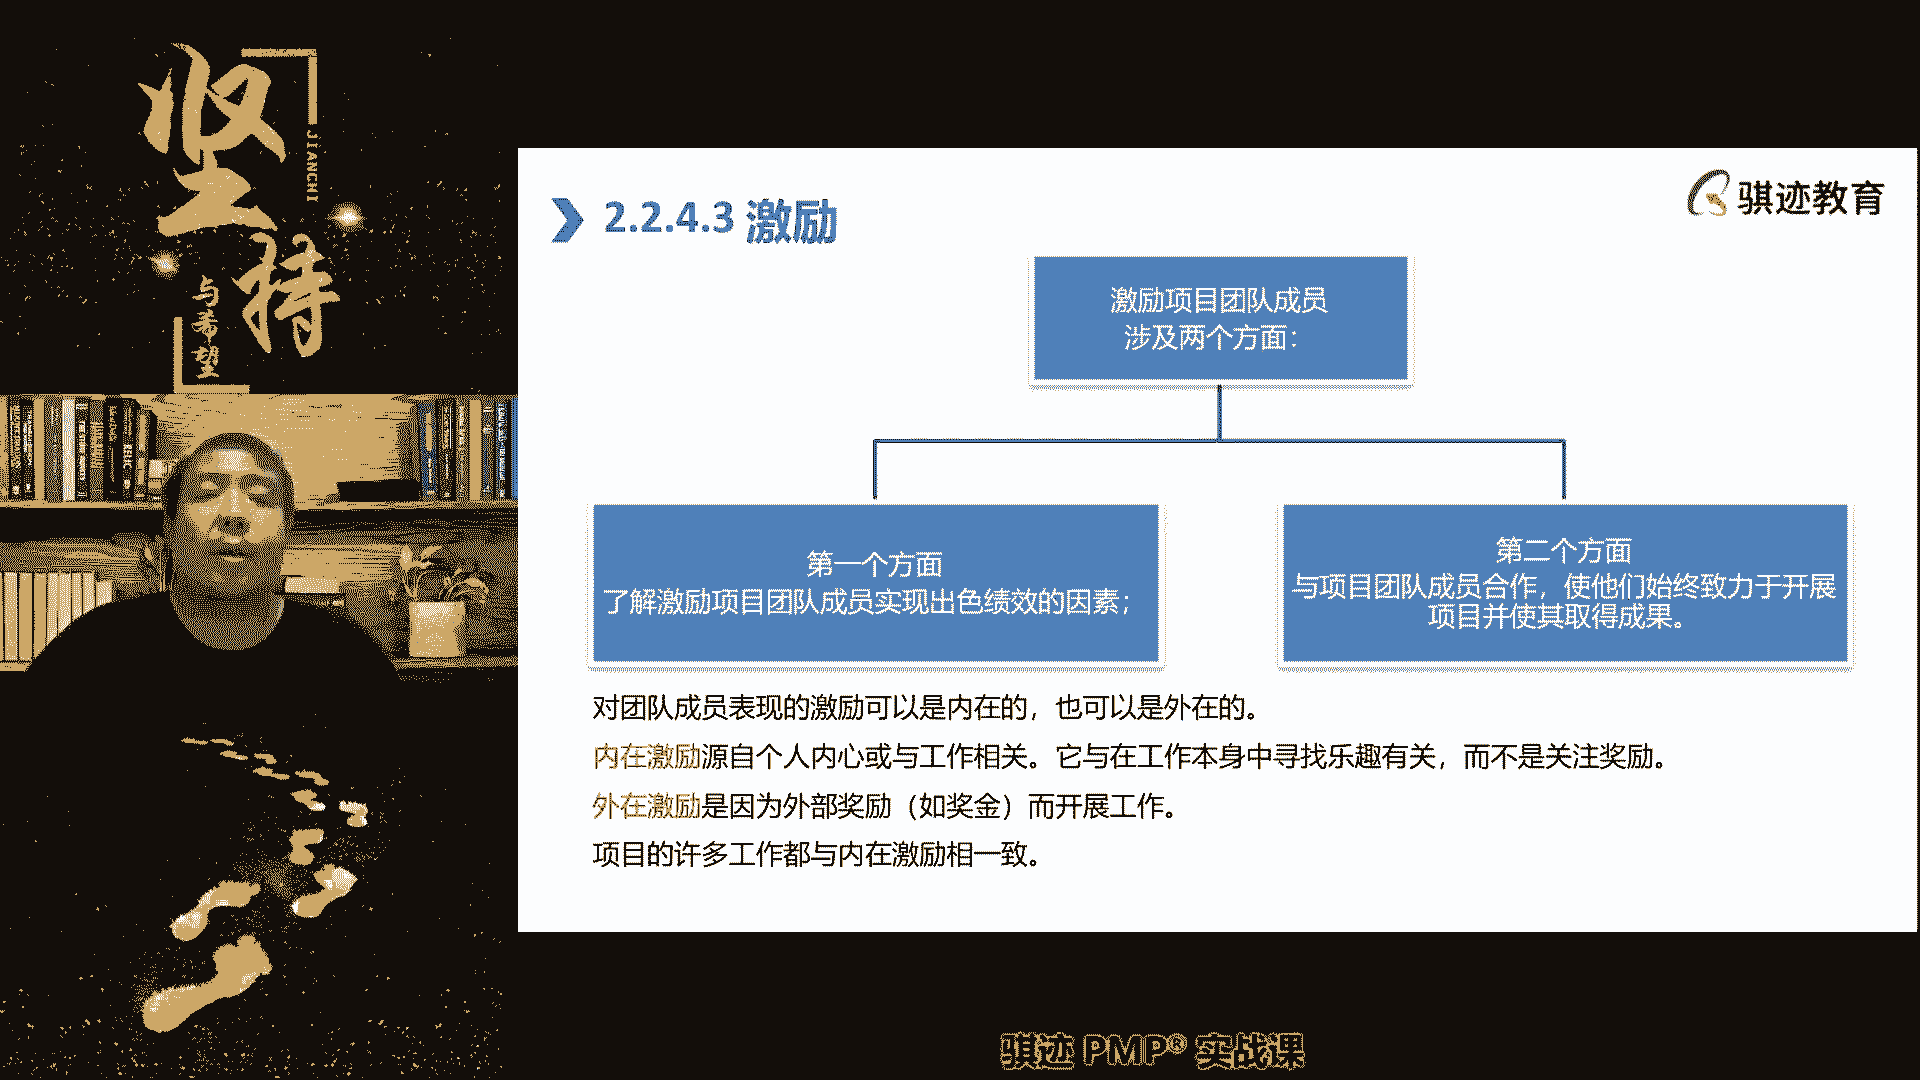 坚持
JIANCHI
与希望
2.2.4.3 激励
骐迹教育
激励项目团队成员
涉及两个方面：
第一个方面
了解激励项目团队成员实现出色绩效的因素；
第二个方面
与项目团队成员合作，使他们始终致力于开展
项目并使其取得成果。
对团队成员表现的激励可以是内在的，也可以是外在的。
内在激励源自个人内心或与工作相关。它与在工作本身中寻找乐趣有关，而不是关注奖励。
外在激励是因为外部奖励（如奖金）而开展工作。
项目的许多工作都与内在激励相一致。
骐迹 PMP® 实战课